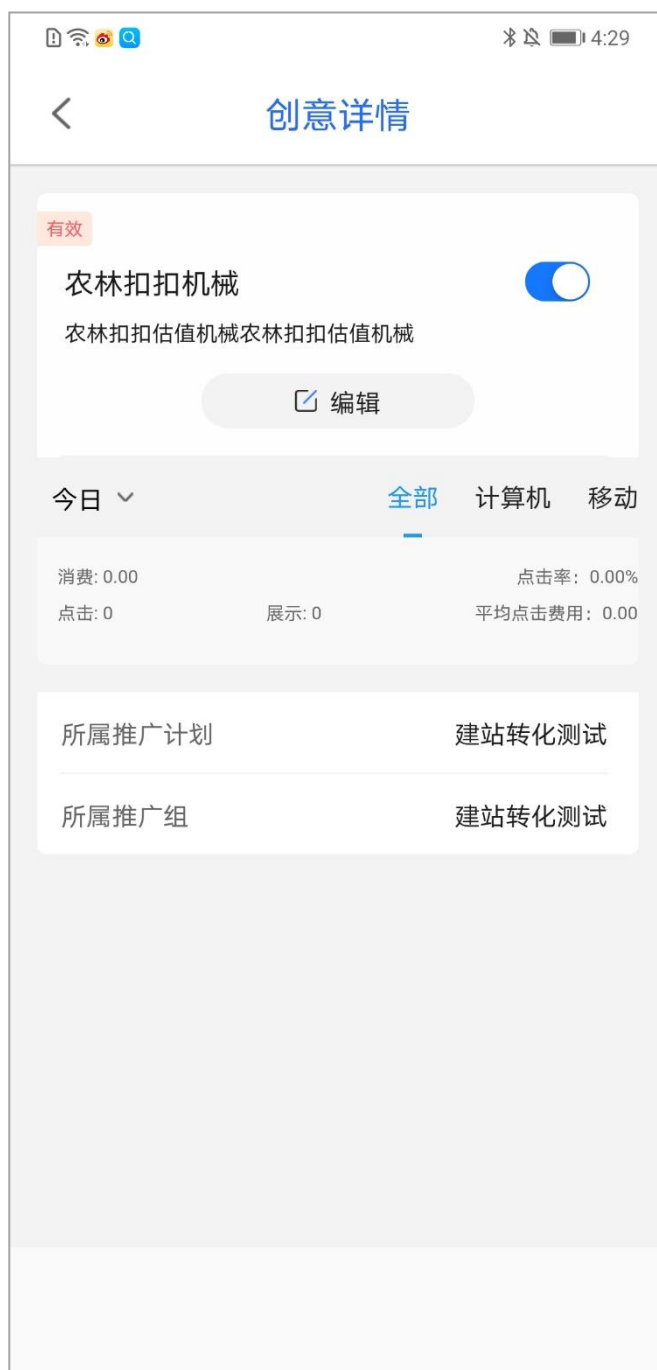 4:29
创意详情
有效
农林扣扣机械
农林扣扣估值机械农林扣扣估值机械
编辑
今日 全部 计算机 移动
消费: 0.00 点击率: 0.00%
点击: 0 展示: 0 平均点击费用: 0.00
所属推广计划 建站转化测试
所属推广组 建站转化测试